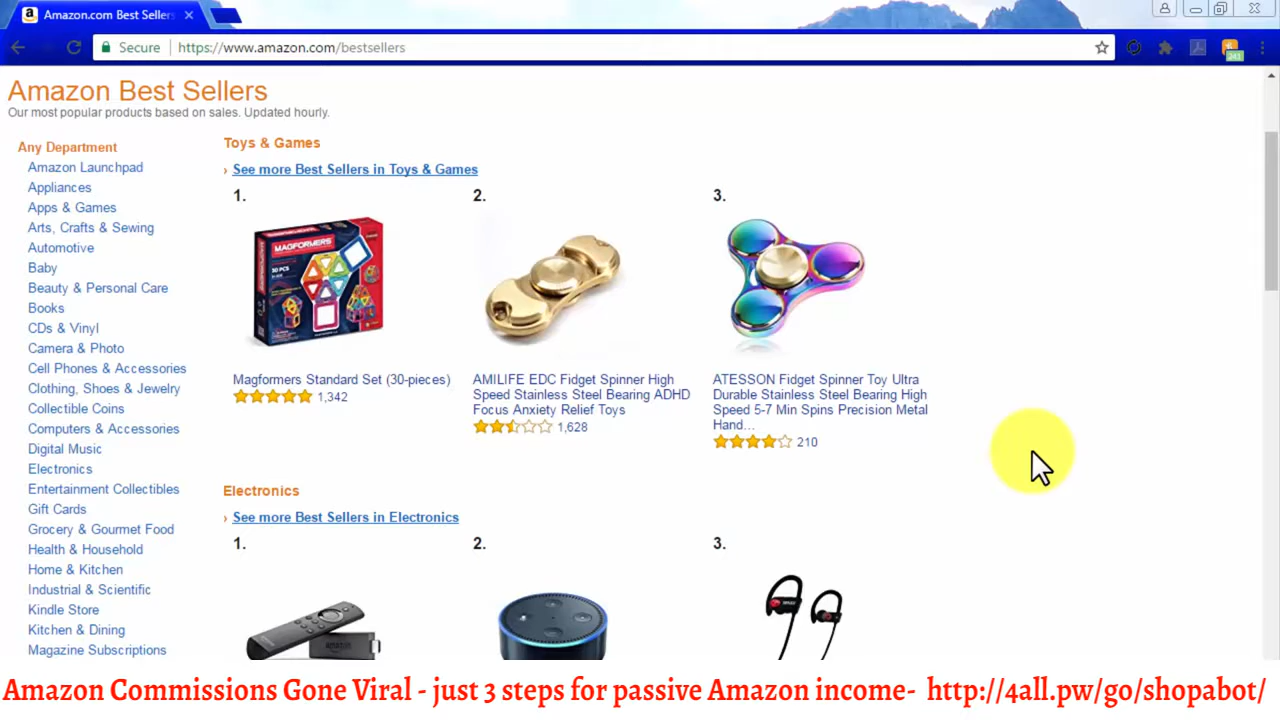 Amazon.com Best Sellers
Secure https://www.amazon.com/bestsellers
341
Amazon Best Sellers
Our most popular products based on sales. Updated hourly.
Any Department
Amazon Launchpad
Appliances
Apps & Games
Arts, Crafts & Sewing
Automotive
Baby
Beauty & Personal Care
Books
CDs & Vinyl
Camera & Photo
Cell Phones & Accessories
Clothing, Shoes & Jewelry
Collectible Coins
Computers & Accessories
Digital Music
Electronics
Entertainment Collectibles
Gift Cards
Grocery & Gourmet Food
Health & Household
Home & Kitchen
Industrial & Scientific
Kindle Store
Kitchen & Dining
Magazine Subscriptions
Toys & Games
› See more Best Sellers in Toys & Games
1.
MAGFORMERS
30 PCS
Magformers Standard Set (30-pieces)
1,342
2.
AMILIFE EDC Fidget Spinner High
Speed Stainless Steel Bearing ADHD
Focus Anxiety Relief Toys
1,628
3.
ATESSON Fidget Spinner Toy Ultra
Durable Stainless Steel Bearing High
Speed 5-7 Min Spins Precision Metal
Hand...
210
Electronics
› See more Best Sellers in Electronics
1.
2.
3.
Amazon Commissions Gone Viral - just 3 steps for passive Amazon income- http://4all.pw/go/shopabot/